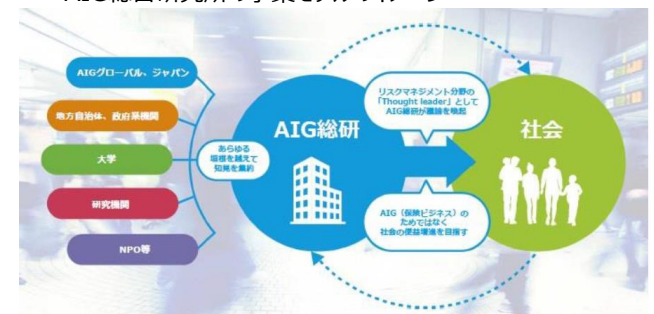 AIGグローバル、ジャパン
地方自治体、政府系機関
大学
研究機関
NPO等
あらゆる
垣根を越えて
知見を集約
AIG総研
リスクマネジメント分野の
「Thought leader」として
AIG総研が議論を喚起
AIG（保険ビジネス）の
ためではなく
社会の便益増進を目指す
社会